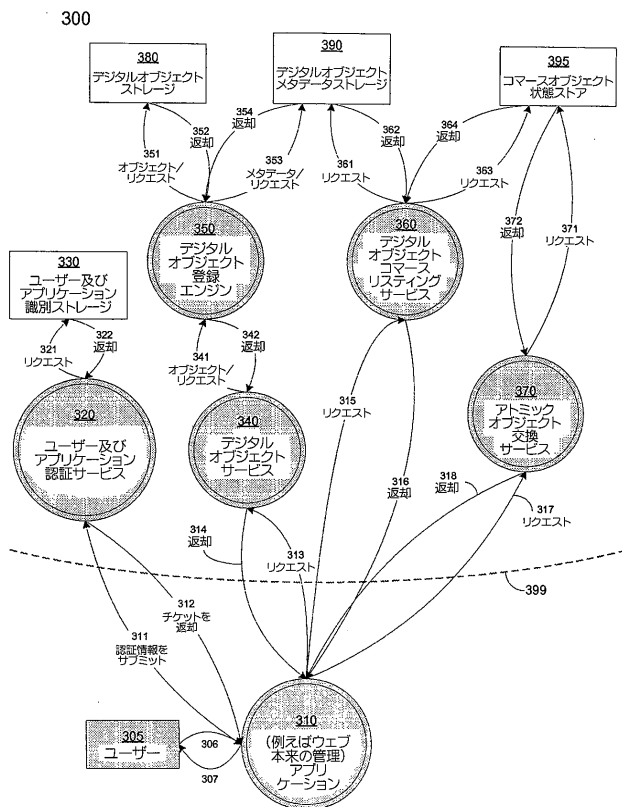 300
380
デジタルオブジェクト
ストレージ
390
デジタルオブジェクト
メタデータストレージ
395
コマースオブジェクト
状態ストア
352
返却
354
返却
362
返却
364
返却
351
オブジェクト/
リクエスト
353
メタデータ/
リクエスト
361
リクエスト
363
リクエスト
372
返却
371
リクエスト
350
デジタル
オブジェクト
登録
エンジン
360
デジタル
オブジェクト
コマース
リスティング
サービス
330
ユーザー及び
アプリケーション
識別ストレージ
321
リクエスト
322
返却
341
オブジェクト/
リクエスト
342
返却
315
リクエスト
320
ユーザー及び
アプリケーション
認証サービス
340
デジタル
オブジェクト
サービス
370
アトミック
オブジェクト
交換
サービス
316
返却
318
返却
317
リクエスト
314
返却
313
リクエスト
399
312
チケットを
返却
311
認証情報を
サブミット
310
(例えばウェブ
本来の管理)
アプリ
ケーション
305
ユーザー
306
307